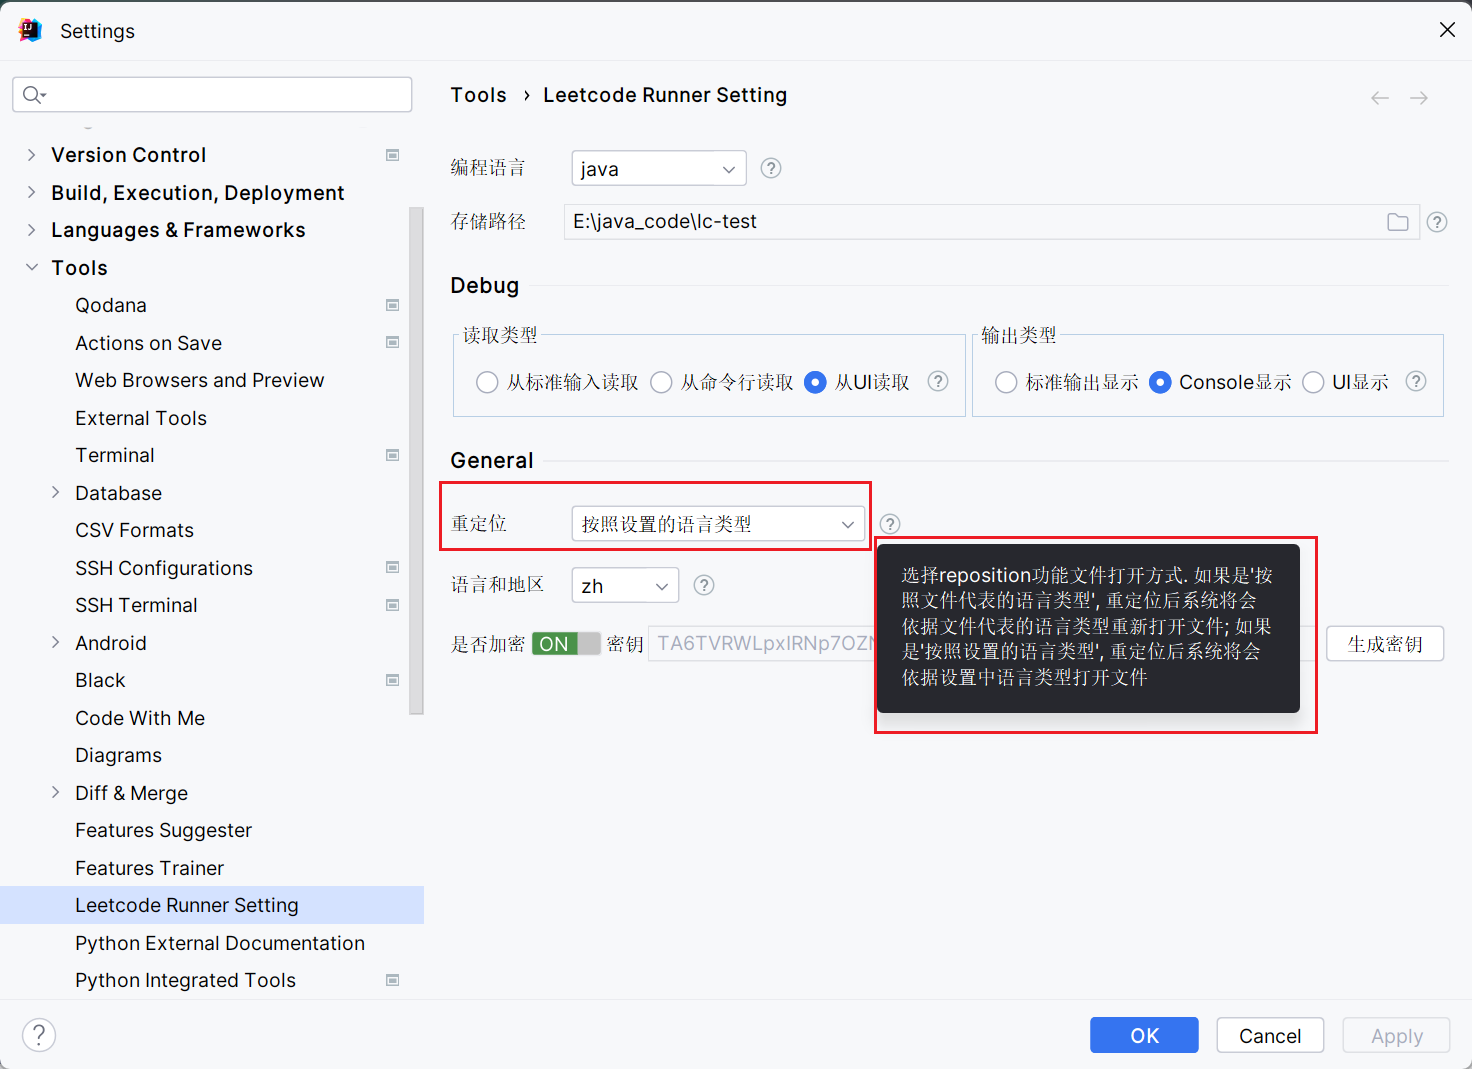 Settings
Tools › Leetcode Runner Setting
Version Control
Build, Execution, Deployment
Languages & Frameworks
Tools
Qodana
Actions on Save
Web Browsers and Preview
External Tools
Terminal
Database
CSV Formats
SSH Configurations
SSH Terminal
Android
Black
Code With Me
Diagrams
Diff & Merge
Features Suggester
Features Trainer
Leetcode Runner Setting
Python External Documentation
Python Integrated Tools
编程语言 java
存储路径 E:\java_code\lc-test
Debug
读取类型
从标准输入读取 从命令行读取 从UI读取
输出类型
标准输出显示 Console显示 UI显示
General
重定位 按照设置的语言类型
选择reposition功能文件打开方式. 如果是'按
照文件代表的语言类型', 重定位后系统将会
依据文件代表的语言类型重新打开文件; 如果
是'按照设置的语言类型', 重定位后系统将会
依据设置中语言类型打开文件
语言和地区 zh
是否加密 ON 密钥 生成密钥
OK Cancel Apply